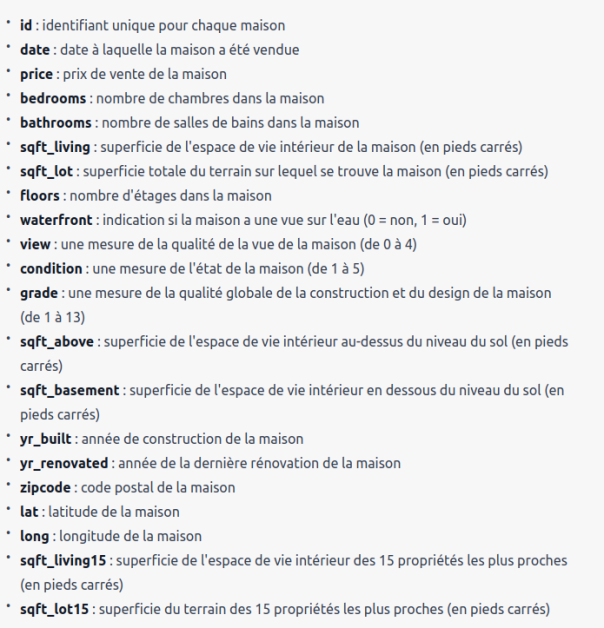 • id : identifiant unique pour chaque maison
• date : date à laquelle la maison a été vendue
• price : prix de vente de la maison
• bedrooms : nombre de chambres dans la maison
• bathrooms : nombre de salles de bains dans la maison
• sqft_living : superficie de l'espace de vie intérieur de la maison (en pieds carrés)
• sqft_lot : superficie totale du terrain sur lequel se trouve la maison (en pieds carrés)
• floors : nombre d'étages dans la maison
• waterfront : indication si la maison a une vue sur l'eau (0 = non, 1 = oui)
• view : une mesure de la qualité de la vue de la maison (de 0 à 4)
• condition : une mesure de l'état de la maison (de 1 à 5)
• grade : une mesure de la qualité globale de la construction et du design de la maison
(de 1 à 13)
• sqft_above : superficie de l'espace de vie intérieur au-dessus du niveau du sol (en pieds
carrés)
• sqft_basement : superficie de l'espace de vie intérieur en dessous du niveau du sol (en
pieds carrés)
• yr_built : année de construction de la maison
• yr_renovated : année de la dernière rénovation de la maison
• zipcode : code postal de la maison
• lat : latitude de la maison
• long : longitude de la maison
• sqft_living15 : superficie de l'espace de vie intérieur des 15 propriétés les plus proches
(en pieds carrés)
• sqft_lot15 : superficie du terrain des 15 propriétés les plus proches (en pieds carrés)